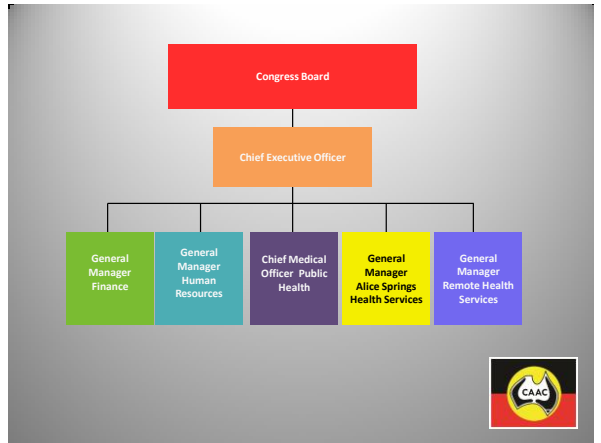 Congress Board
Chief Executive Officer
General
Manager
Finance
General
Manager
Human
Resources
Chief Medical
Officer Public
Health
General
Manager
Alice Springs
Health Services
General
Manager
Remote Health
Services
CAAC